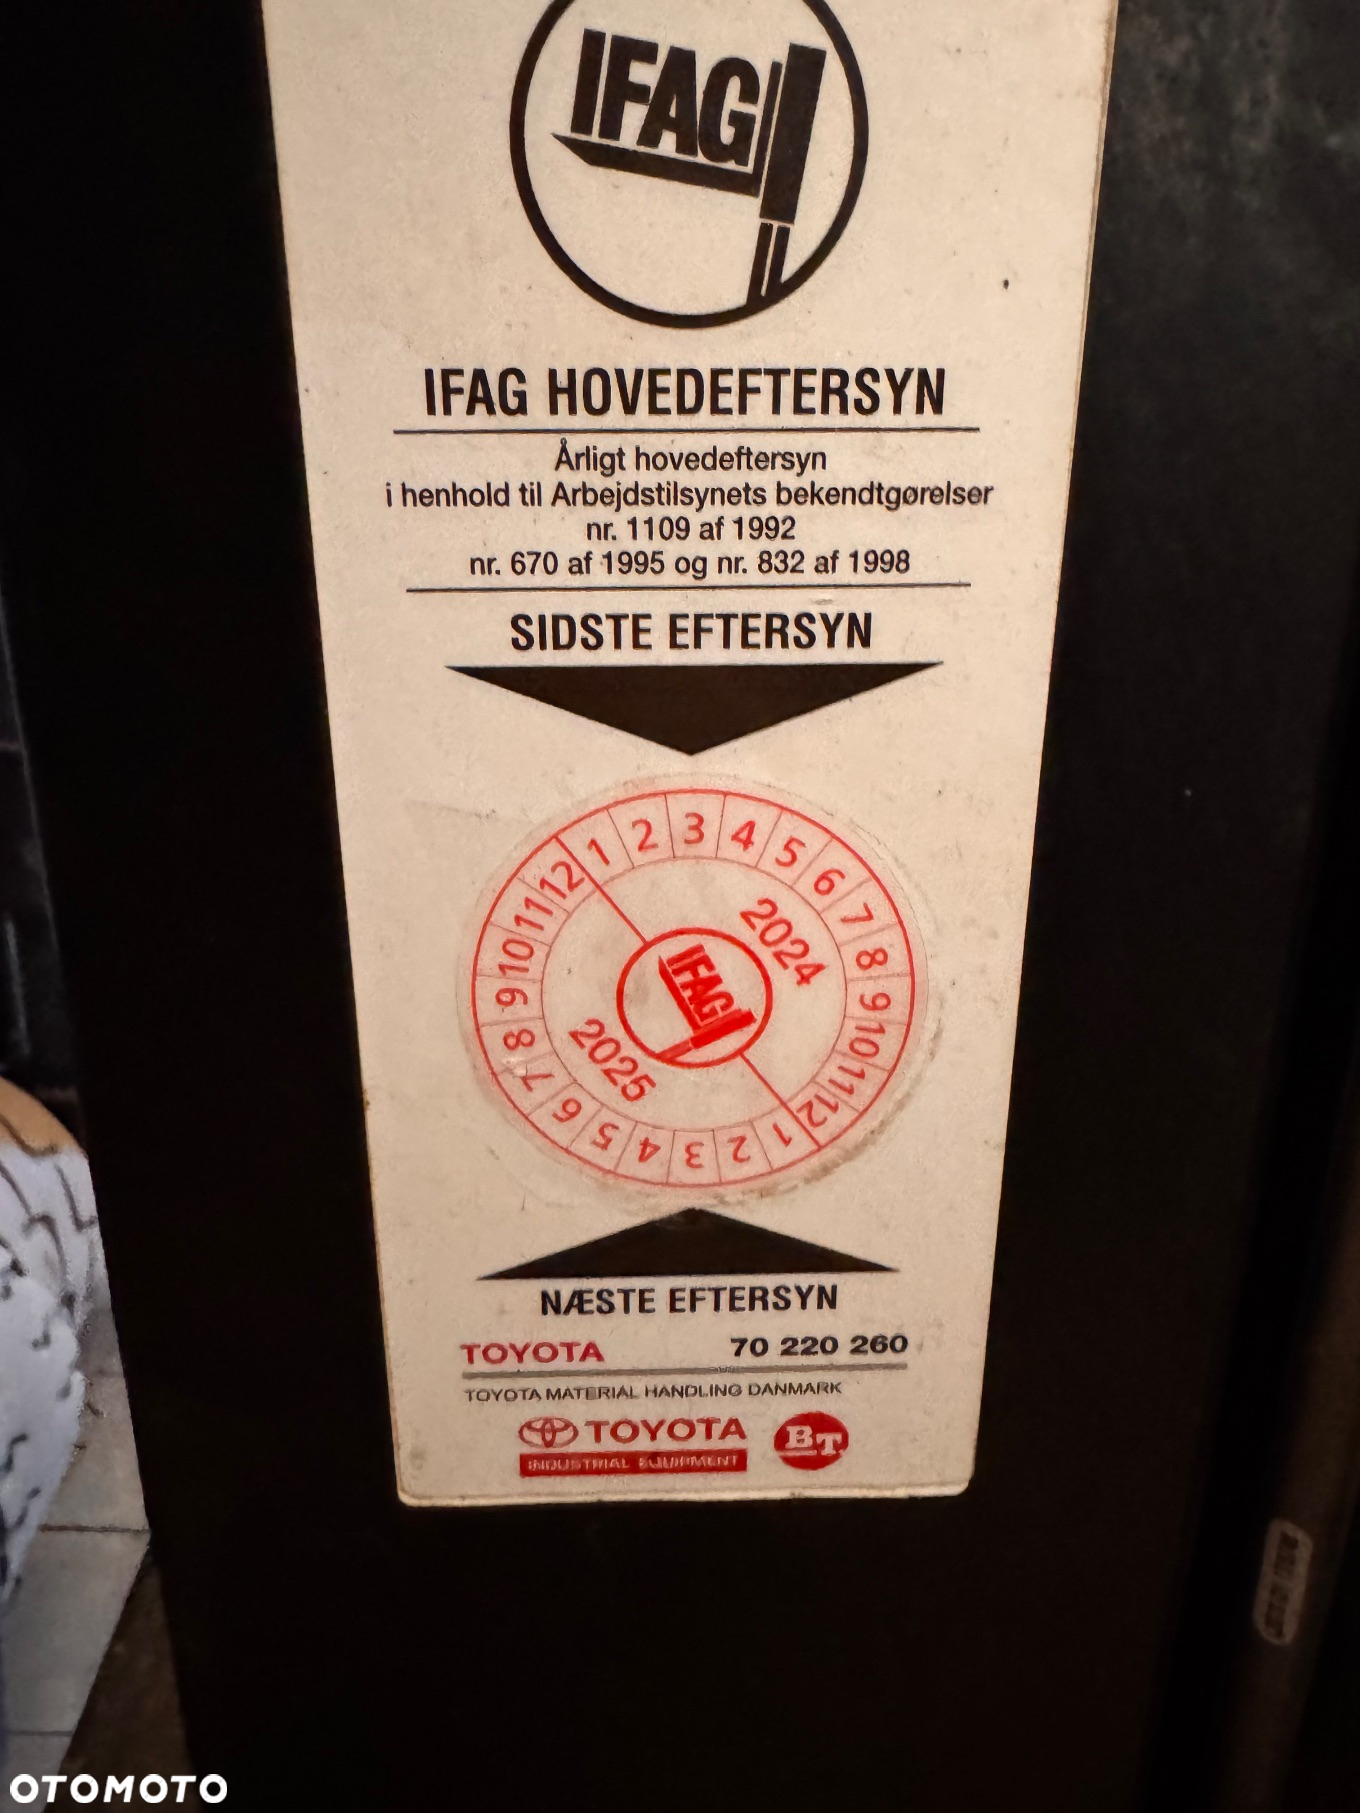 IFAG
IFAG HOVEDEFTERSYN
Årligt hovedeftersyn
i henhold til Arbejdstilsynets bekendtgørelser
nr. 1109 af 1992
nr. 670 af 1995 og nr. 832 af 1998
SIDSTE EFTERSYN
1 2 3 4 5 6 7 8 9 10 11 12
2024
IFAG
2025
1 2 3 4 5 6 7 8 9 10 11 12
NÆSTE EFTERSYN
TOYOTA 70 220 260
TOYOTA MATERIAL HANDLING DANMARK
TOYOTA BT
INDUSTRIAL EQUIPMENT
OTOMOTO